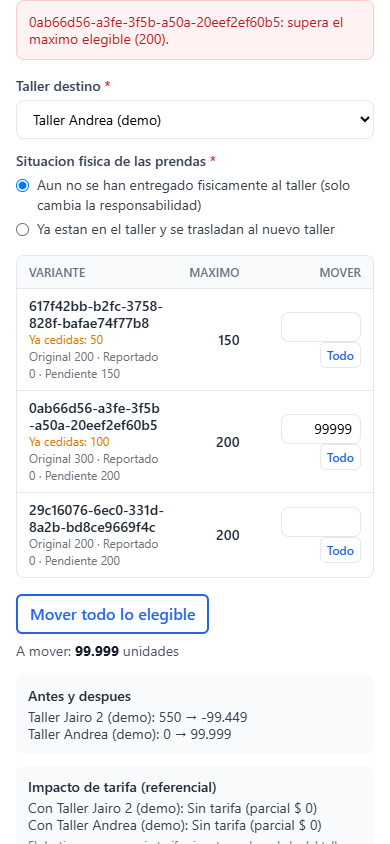 0ab66d56-a3fe-3f5b-a50a-20eef2ef60b5: supera el
maximo elegible (200).
Taller destino *
Taller Andrea (demo)
Situacion fisica de las prendas *
Aun no se han entregado fisicamente al taller (solo
cambia la responsabilidad)
Ya estan en el taller y se trasladan al nuevo taller
VARIANTE MAXIMO MOVER
617f42bb-b2fc-3758-
828f-bafae74f77b8
Ya cedidas: 50
Original 200 · Reportado
0 · Pendiente 150
150
Todo
0ab66d56-a3fe-3f5b
-a50a-20eef2ef60b5
Ya cedidas: 100
Original 300 · Reportado
0 · Pendiente 200
200
99999
Todo
29c16076-6ec0-331d-
8a2b-bd8ce9669f4c
Original 200 · Reportado
0 · Pendiente 200
200
Todo
Mover todo lo elegible
A mover: 99.999 unidades
Antes y despues
Taller Jairo 2 (demo): 550 → -99.449
Taller Andrea (demo): 0 → 99.999
Impacto de tarifa (referencial)
Con Taller Jairo 2 (demo): Sin tarifa (parcial $ 0)
Con Taller Andrea (demo): Sin tarifa (parcial $ 0)